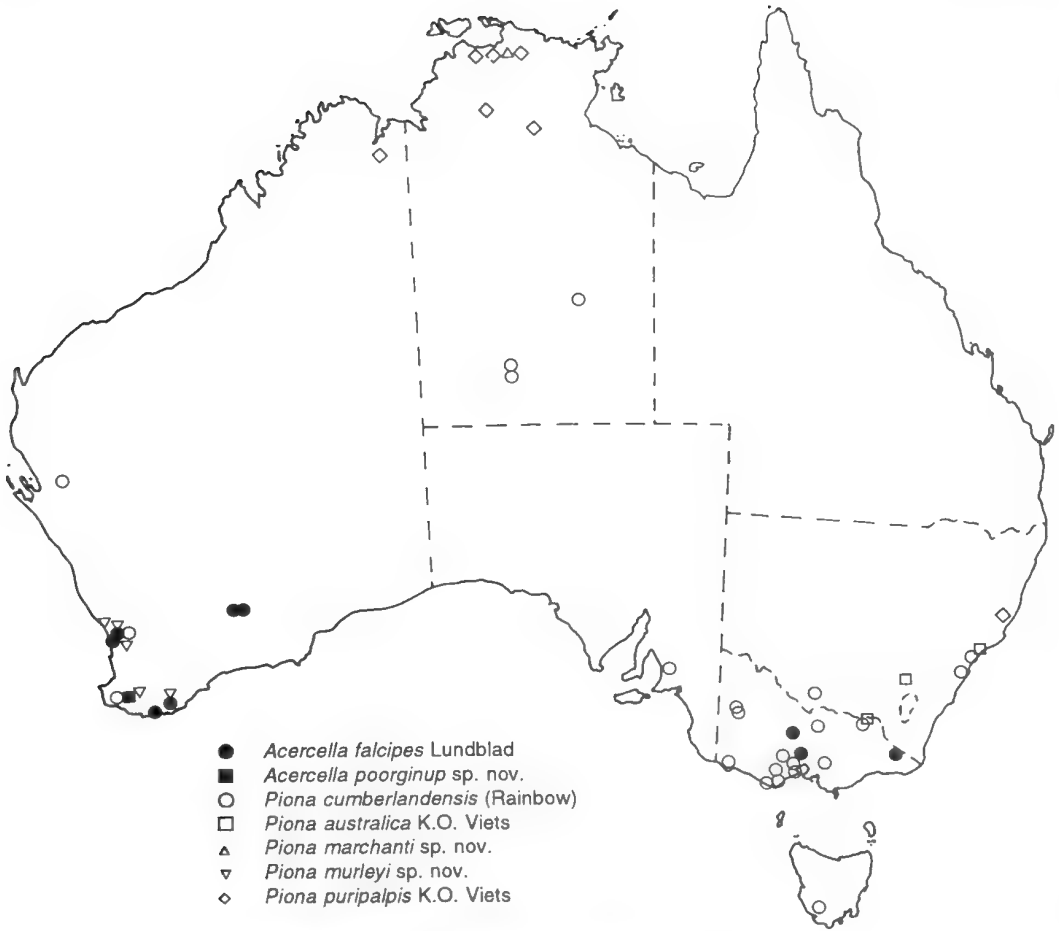 Acercella falcipes Lundblad
Acercella poorginup sp. nov.
Piona cumberlandensis (Rainbow)
Piona australica K.O. Viets
Piona marchanti sp. nov.
Piona murleyi sp. nov.
Piona puripalpis K.O. Viets